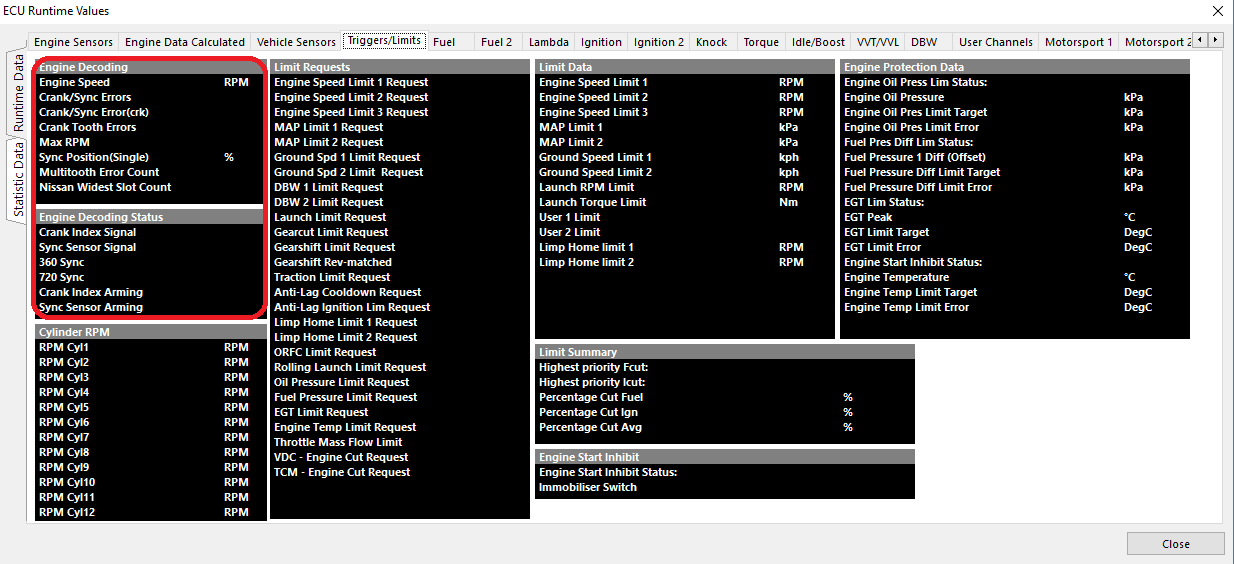 ECU Runtime Values
Engine Sensors Engine Data Calculated Vehicle Sensors Triggers/Limits Fuel Fuel 2 Lambda Ignition Ignition 2 Knock Torque Idle/Boost VVT/VVL DBW User Channels Motorsport 1 Motorsport 2
Runtime Data
Statistic Data
Engine Decoding
Engine Speed RPM
Crank/Sync Errors
Crank/Sync Error(crk)
Crank Tooth Errors
Max RPM
Sync Position(Single) %
Multitooth Error Count
Nissan Widest Slot Count
Engine Decoding Status
Crank Index Signal
Sync Sensor Signal
360 Sync
720 Sync
Crank Index Arming
Sync Sensor Arming
Cylinder RPM
RPM Cyl1 RPM
RPM Cyl2 RPM
RPM Cyl3 RPM
RPM Cyl4 RPM
RPM Cyl5 RPM
RPM Cyl6 RPM
RPM Cyl7 RPM
RPM Cyl8 RPM
RPM Cyl9 RPM
RPM Cyl10 RPM
RPM Cyl11 RPM
RPM Cyl12 RPM
Limit Requests
Engine Speed Limit 1 Request
Engine Speed Limit 2 Request
Engine Speed Limit 3 Request
MAP Limit 1 Request
MAP Limit 2 Request
Ground Spd 1 Limit Request
Ground Spd 2 Limit Request
DBW 1 Limit Request
DBW 2 Limit Request
Launch Limit Request
Gearcut Limit Request
Gearshift Limit Request
Gearshift Rev-matched
Traction Limit Request
Anti-Lag Cooldown Request
Anti-Lag Ignition Lim Request
Limp Home Limit 1 Request
Limp Home Limit 2 Request
ORFC Limit Request
Rolling Launch Limit Request
Oil Pressure Limit Request
Fuel Pressure Limit Request
EGT Limit Request
Engine Temp Limit Request
Throttle Mass Flow Limit
VDC - Engine Cut Request
TCM - Engine Cut Request
Limit Data
Engine Speed Limit 1 RPM
Engine Speed Limit 2 RPM
Engine Speed Limit 3 RPM
MAP Limit 1 kPa
MAP Limit 2 kPa
Ground Speed Limit 1 kph
Ground Speed Limit 2 kph
Launch RPM Limit RPM
Launch Torque Limit Nm
User 1 Limit
User 2 Limit
Limp Home limit 1 RPM
Limp Home limit 2 RPM
Engine Protection Data
Engine Oil Press Lim Status:
Engine Oil Pressure kPa
Engine Oil Pres Limit Target kPa
Engine Oil Pres Limit Error kPa
Fuel Pres Diff Lim Status:
Fuel Pressure 1 Diff (Offset) kPa
Fuel Pressure Diff Limit Target kPa
Fuel Pressure Diff Limit Error kPa
EGT Lim Status:
EGT Peak °C
EGT Limit Target DegC
EGT Limit Error DegC
Engine Start Inhibit Status:
Engine Temperature °C
Engine Temp Limit Target DegC
Engine Temp Limit Error DegC
Limit Summary
Highest priority Fcut:
Highest priority Icut:
Percentage Cut Fuel %
Percentage Cut Ign %
Percentage Cut Avg %
Engine Start Inhibit
Engine Start Inhibit Status:
Immobiliser Switch
Close